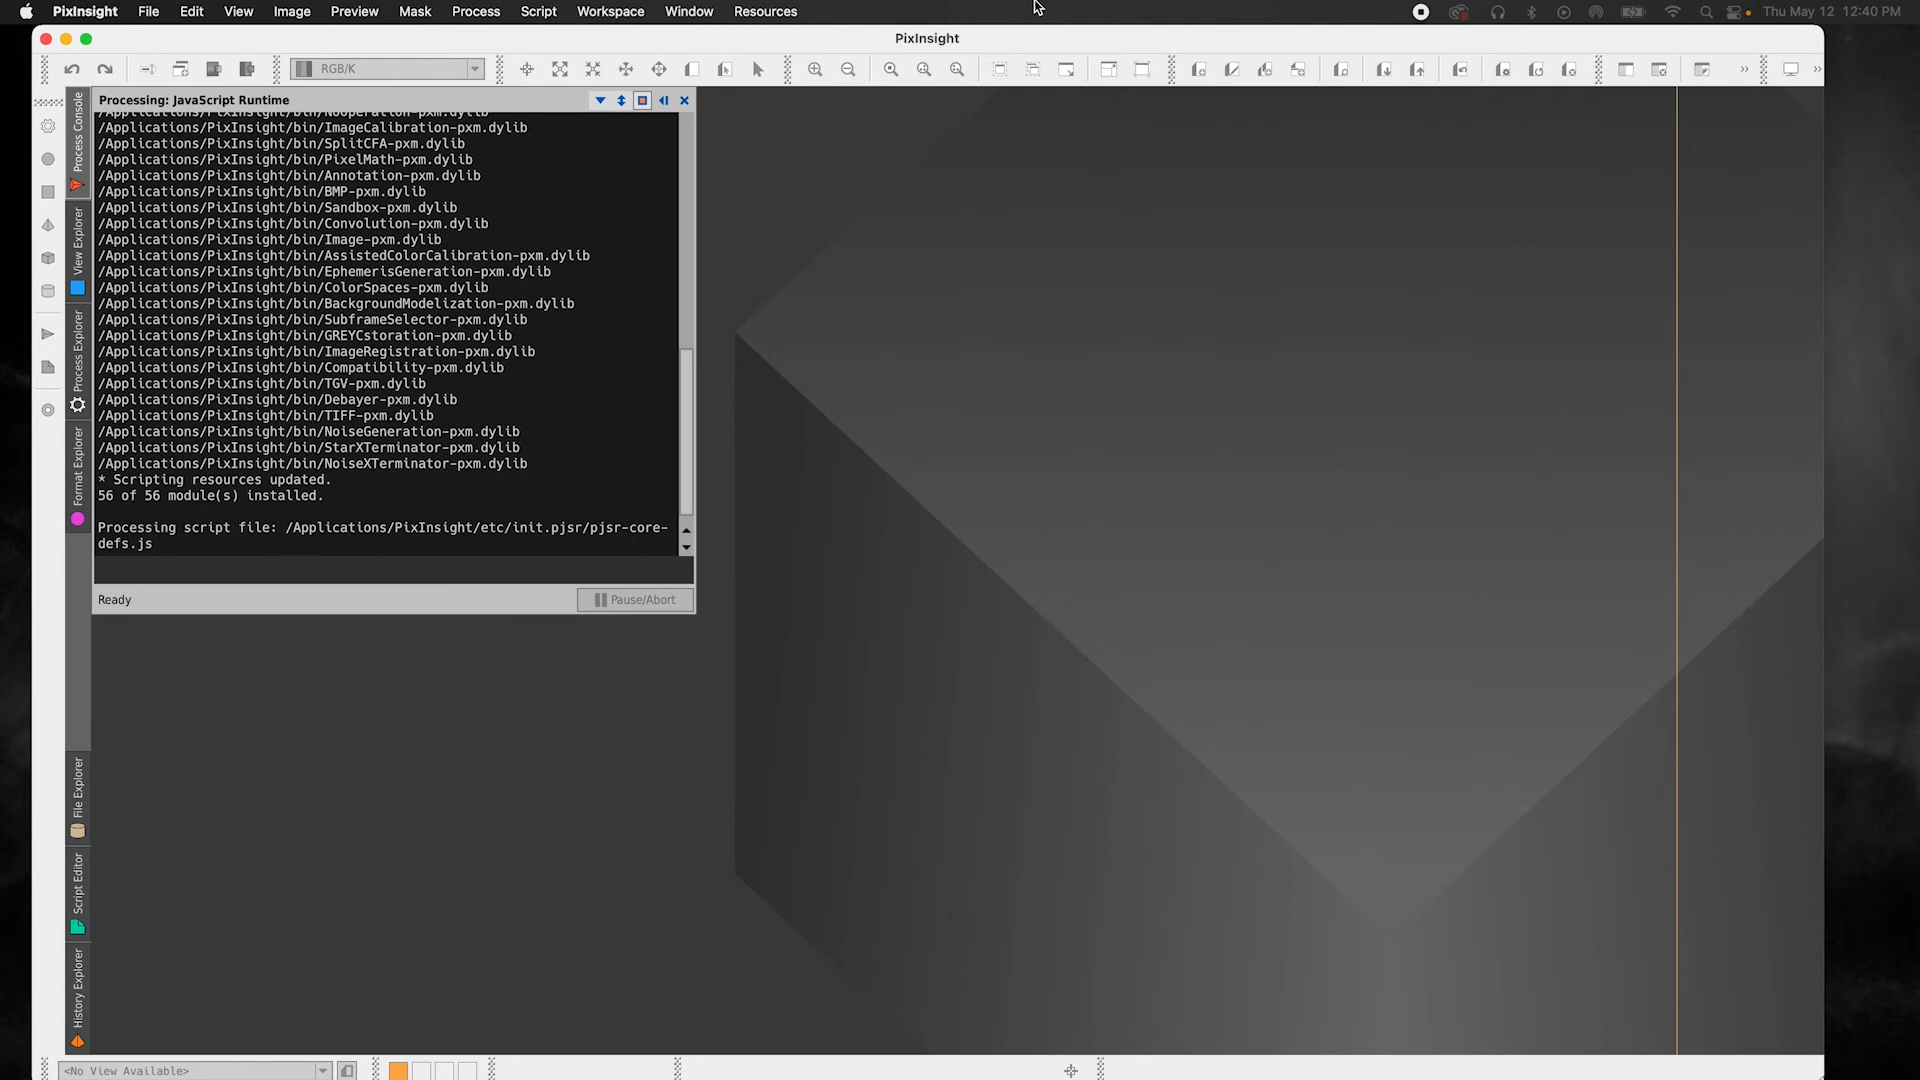 PixInsight File Edit View Image Preview Mask Process Script Workspace Window Resources Thu May 12 12:40 PM
PixInsight
RGB/K
Processing: JavaScript Runtime
/Applications/PixInsight/bin/NoOperation-pxm.dylib
/Applications/PixInsight/bin/ImageCalibration-pxm.dylib
/Applications/PixInsight/bin/SplitCFA-pxm.dylib
/Applications/PixInsight/bin/PixelMath-pxm.dylib
/Applications/PixInsight/bin/Annotation-pxm.dylib
/Applications/PixInsight/bin/BMP-pxm.dylib
/Applications/PixInsight/bin/Sandbox-pxm.dylib
/Applications/PixInsight/bin/Convolution-pxm.dylib
/Applications/PixInsight/bin/Image-pxm.dylib
/Applications/PixInsight/bin/AssistedColorCalibration-pxm.dylib
/Applications/PixInsight/bin/EphemerisGeneration-pxm.dylib
/Applications/PixInsight/bin/ColorSpaces-pxm.dylib
/Applications/PixInsight/bin/BackgroundModelization-pxm.dylib
/Applications/PixInsight/bin/SubframeSelector-pxm.dylib
/Applications/PixInsight/bin/GREYCstoration-pxm.dylib
/Applications/PixInsight/bin/ImageRegistration-pxm.dylib
/Applications/PixInsight/bin/Compatibility-pxm.dylib
/Applications/PixInsight/bin/TGV-pxm.dylib
/Applications/PixInsight/bin/Debayer-pxm.dylib
/Applications/PixInsight/bin/TIFF-pxm.dylib
/Applications/PixInsight/bin/NoiseGeneration-pxm.dylib
/Applications/PixInsight/bin/StarXTerminator-pxm.dylib
/Applications/PixInsight/bin/NoiseXTerminator-pxm.dylib
* Scripting resources updated.
56 of 56 module(s) installed.
Processing script file: /Applications/PixInsight/etc/init.pjsr/pjsr-core-
defs.js
Ready
Pause/Abort
Process Console
View Explorer
Process Explorer
Format Explorer
File Explorer
Script Editor
History Explorer
<No View Available>